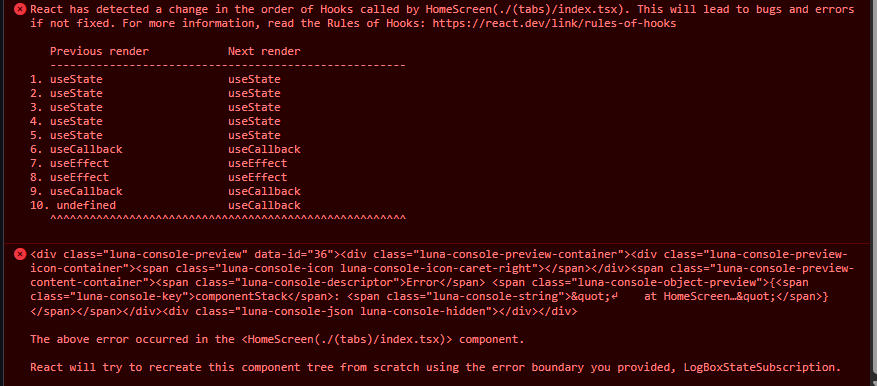 React has detected a change in the order of Hooks called by HomeScreen(./(tabs)/index.tsx). This will lead to bugs and errors
if not fixed. For more information, read the Rules of Hooks: https://react.dev/link/rules-of-hooks
Previous render            Next render
------------------------------------------------------
1. useState                   useState
2. useState                   useState
3. useState                   useState
4. useState                   useState
5. useState                   useState
6. useCallback                useCallback
7. useEffect                  useEffect
8. useEffect                  useEffect
9. useCallback                useCallback
10. undefined                 useCallback
^^^^^^^^^^^^^^^^^^^^^^^^^^^^^^^^^^^^^^^^^^^^^^^^^^^^^^
<div class="luna-console-preview" data-id="36"><div class="luna-console-preview-container"><div class="luna-console-preview-
icon-container"><span class="luna-console-icon luna-console-icon-caret-right"></span></div><span class="luna-console-preview-
content-container"><span class="luna-console-descriptor">Error</span> <span class="luna-console-object-preview">{<span
class="luna-console-key">componentStack</span>: <span class="luna-console-string">&quot;↲    at HomeScreen…&quot;</span>}
</span></span></div><div class="luna-console-json luna-console-hidden"></div></div>
The above error occurred in the <HomeScreen(./(tabs)/index.tsx)> component.
React will try to recreate this component tree from scratch using the error boundary you provided, LogBoxStateSubscription.